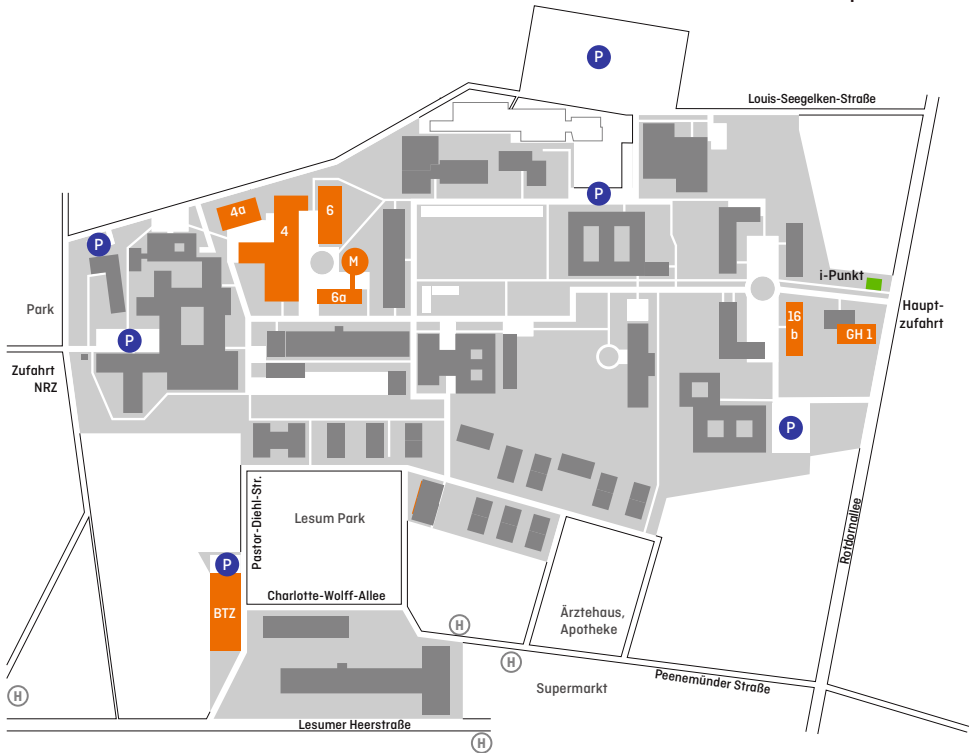 P
Louis-Seegelken-Straße
6
4a
4
P
P
M
i-Punkt
6a
Park
Haupt-
zufahrt
16
b
GH 1
P
Zufahrt
NRZ
P
Pastor-Diehl-Str.
Lesum Park
Rotdornallee
P
Charlotte-Wolff-Allee
BTZ
Ärztehaus,
Apotheke
H
H
Peenemünder Straße
Supermarkt
H
Lesumer Heerstraße
H